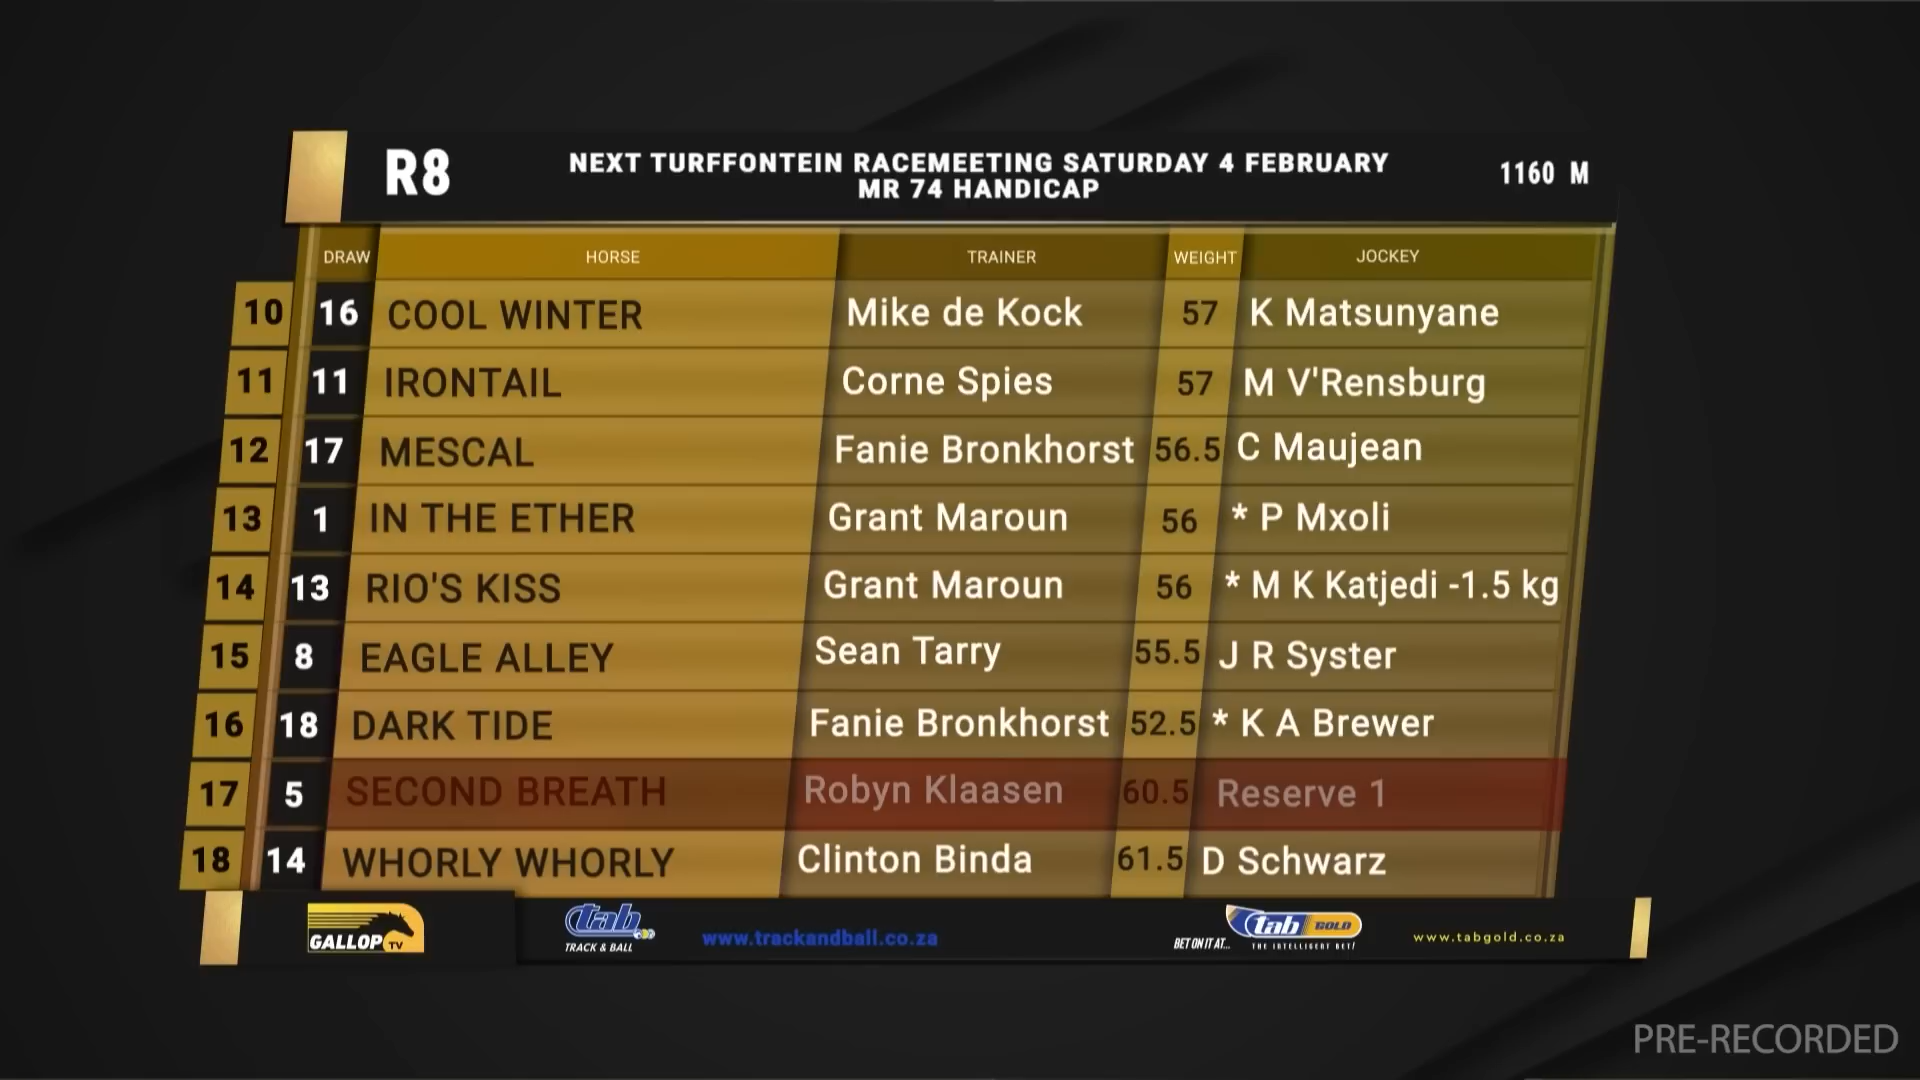 R8 NEXT TURFFONTEIN RACEMEETING SATURDAY 4 FEBRUARY 1160 M
MR 74 HANDICAP
DRAW HORSE TRAINER WEIGHT JOCKEY
10 16 COOL WINTER Mike de Kock 57 K Matsunyane
11 11 IRONTAIL Corne Spies 57 M V'Rensburg
12 17 MESCAL Fanie Bronkhorst 56.5 C Maujean
13 1 IN THE ETHER Grant Maroun 56 * P Mxoli
14 13 RIO'S KISS Grant Maroun 56 * M K Katjedi -1.5 kg
15 8 EAGLE ALLEY Sean Tarry 55.5 J R Syster
16 18 DARK TIDE Fanie Bronkhorst 52.5 * K A Brewer
17 5 SECOND BREATH Robyn Klaasen 60.5 Reserve 1
18 14 WHORLY WHORLY Clinton Binda 61.5 D Schwarz
GALLOP TV tab TRACK & BALL www.trackandball.co.za BET ON IT AT... tab GOLD THE INTELLIGENT BET! www.tabgold.co.za
PRE-RECORDED